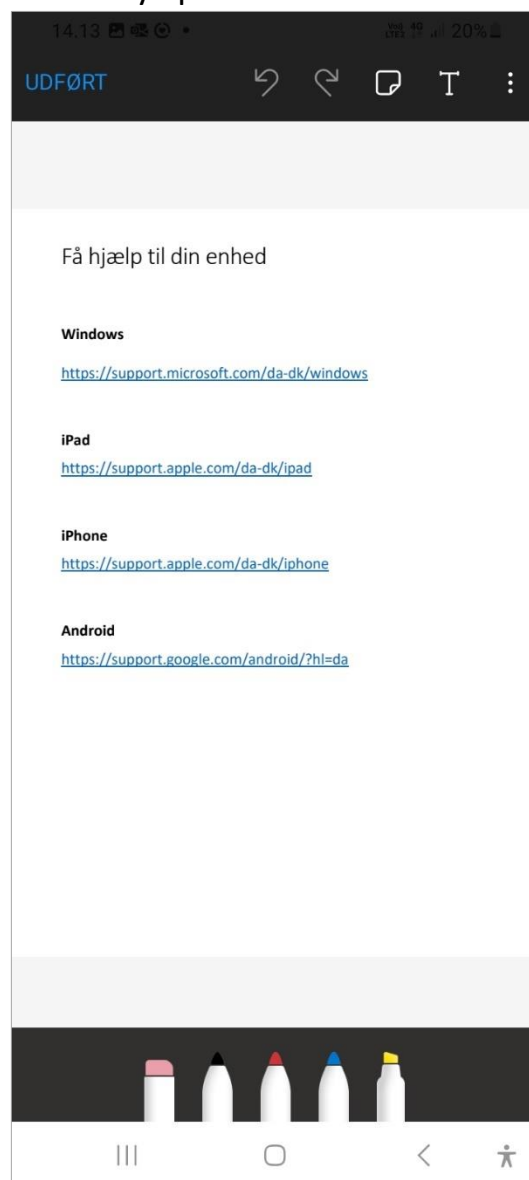 14.13 20%
UDFØRT
Få hjælp til din enhed
Windows
https://support.microsoft.com/da-dk/windows
iPad
https://support.apple.com/da-dk/ipad
iPhone
https://support.apple.com/da-dk/iphone
Android
https://support.google.com/android/?hl=da